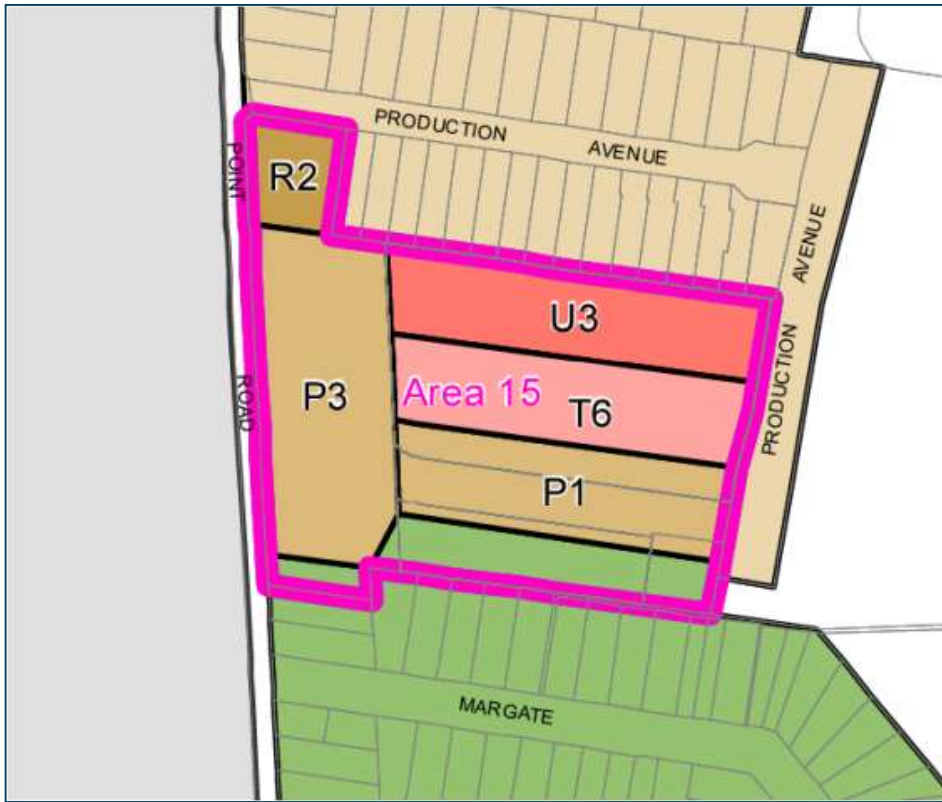 PRODUCTION AVENUE
POINT
R2
AVENUE
U3
P3
ROAD
Area 15
T6
PRODUCTION
P1
MARGATE